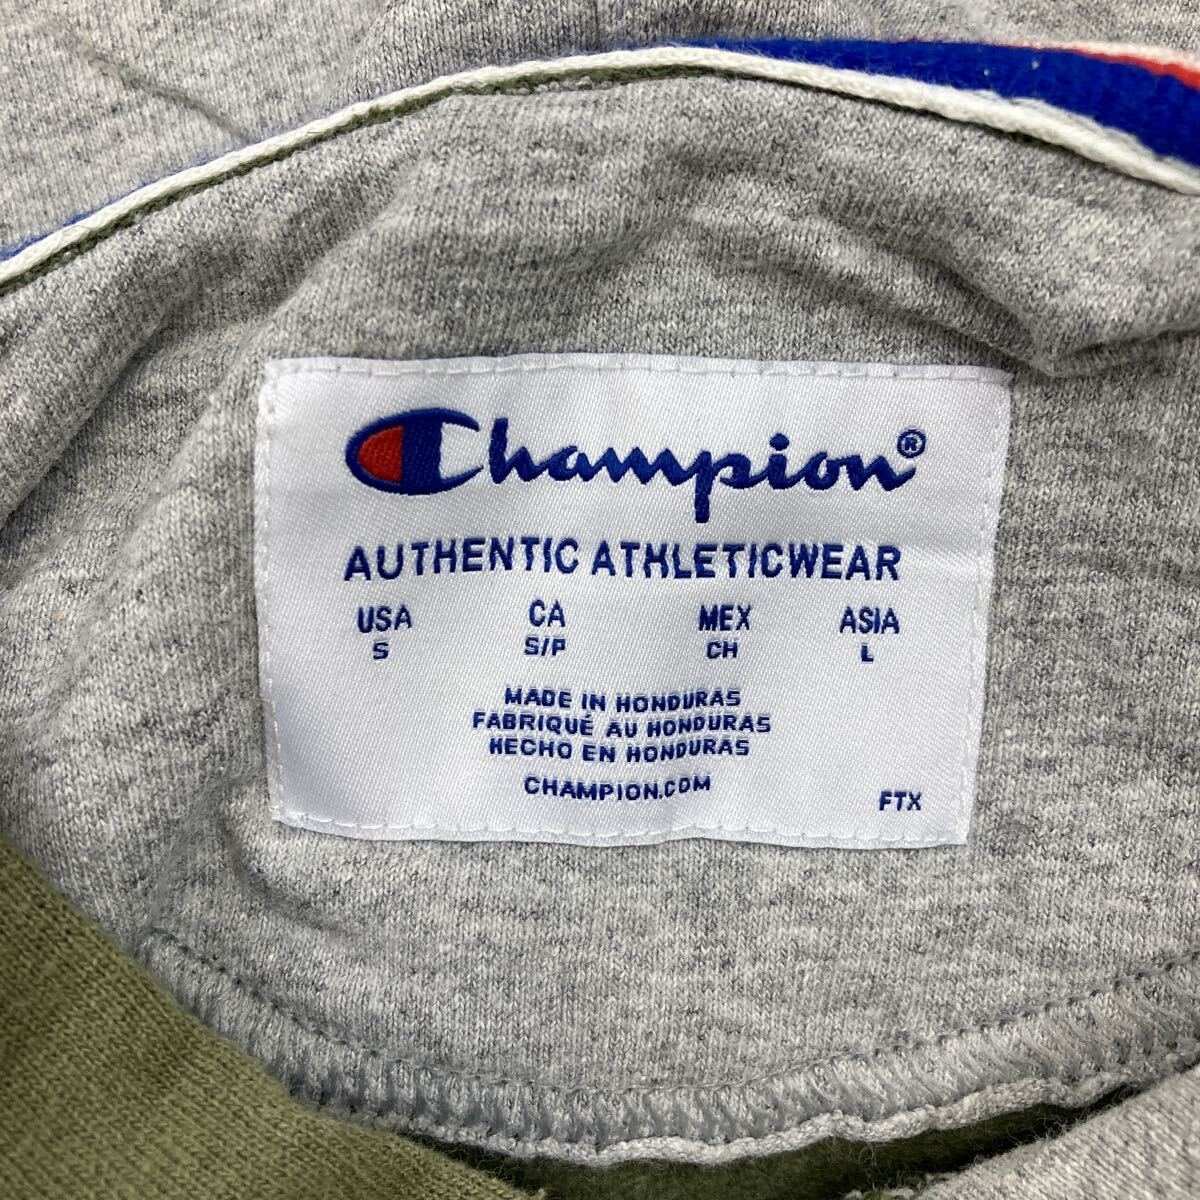 Champion®
AUTHENTIC ATHLETICWEAR
USA CA MEX ASIA
S S/P CH L
MADE IN HONDURAS
FABRIQUÉ AU HONDURAS
HECHO EN HONDURAS
CHAMPION.COM
FTX